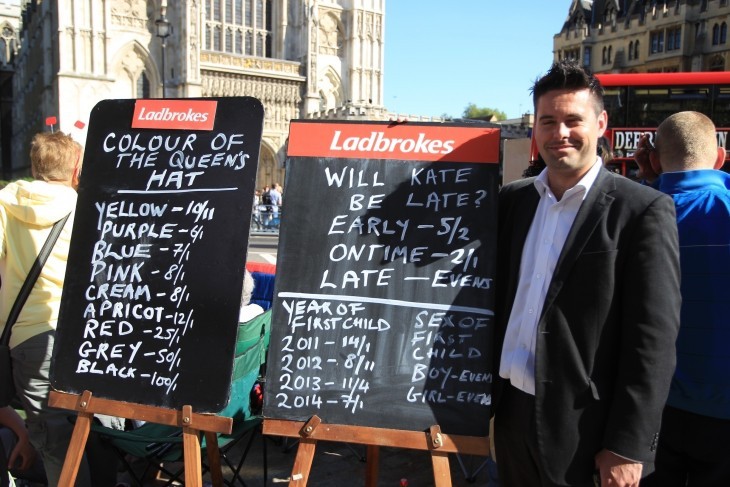 Ladbrokes
COLOUR OF
THE QUEEN'S
HAT
YELLOW - 10/11
PURPLE - 6/1
BLUE - 7/1
PINK - 8/1
CREAM - 8/1
APRICOT - 12/1
RED - 25/1
GREY - 50/1
BLACK - 100/1
Ladbrokes
WILL KATE
BE LATE?
EARLY - 5/2
ONTIME - 2/1
LATE - EVENS
YEAR OF
FIRST CHILD
2011 - 14/1
2012 - 8/11
2013 - 11/4
2014 - 7/1
SEX OF
FIRST
CHILD
BOY - EVENS
GIRL - EVENS